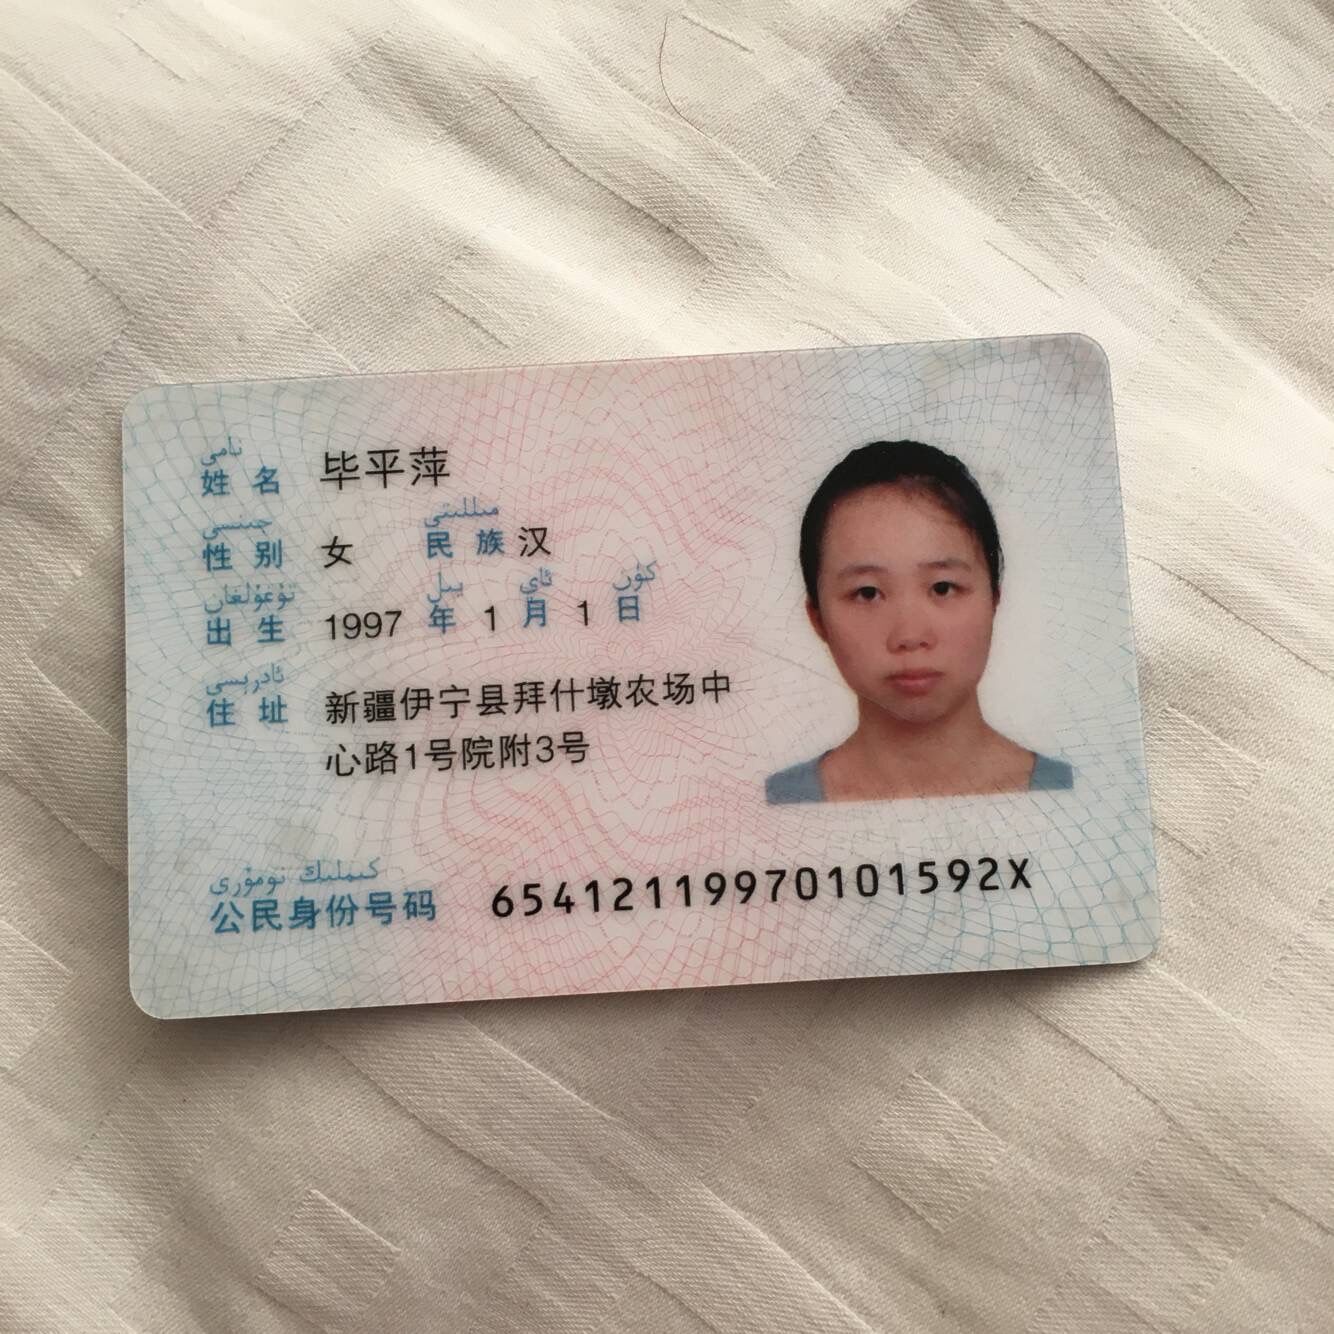 نامى
姓名 毕平萍
جىنسى مىللىتى
性别 女 民族 汉
تۇغۇلغان يىل ئاي كۈن
出生 1997 年 1 月 1 日
ئادرېسى
住址 新疆伊宁县拜什墩农场中
心路1号院附3号
كىملىك نومۇرى
公民身份号码 65412119970101592X